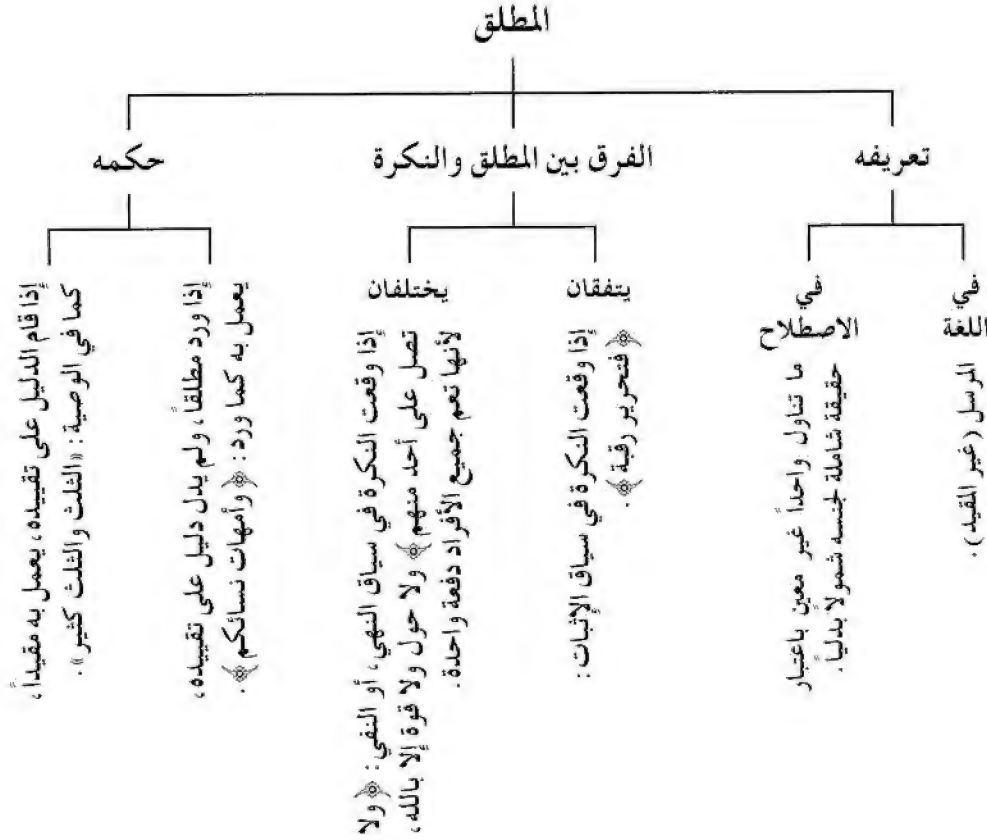 المطلق
تعريفه
الفرق بين المطلق والنكرة
حكمه
في
اللغة
المرسل (غير المقيد).
في
الاصطلاح
ما تناول واحداً غير معين باعتبار
حقيقة شاملة لجنسه شمولاً بدلياً.
يتفقان
إذا وقعت النكرة في سياق الإثبات:
﴿فتحرير رقبة﴾.
يختلفان
إذا وقعت النكرة في سياق النهي، أو النفي: ﴿ولا
تصل على أحد منهم﴾ ولا حول ولا قوة إلا بالله،
لأنها تعم جميع الأفراد دفعة واحدة.
إذا ورد مطلقاً، ولم يدل دليل على تقييده،
يعمل به كما ورد: ﴿وأمهات نسائكم﴾.
إذا قام الدليل على تقييده، يعمل به مقيداً،
كما في الوصية: «الثلث والثلث كثير».